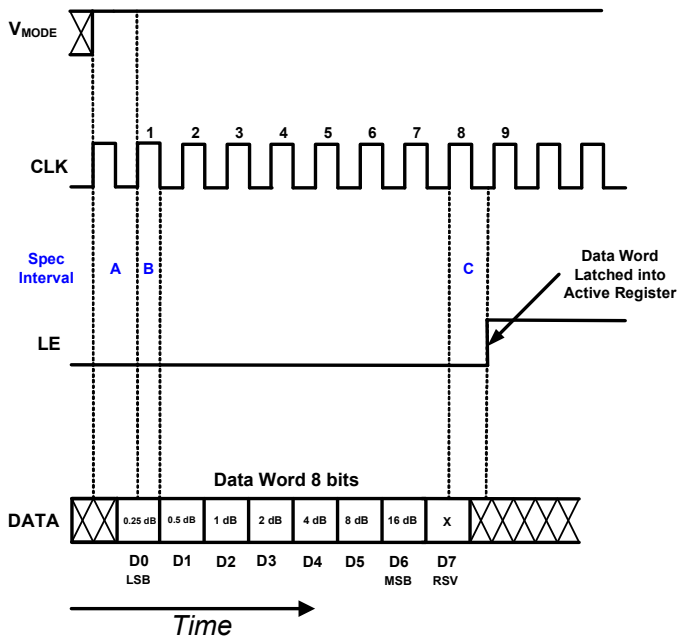 VMODE
1 2 3 4 5 6 7 8 9
CLK
Spec
Interval
A B C
Data Word
Latched into
Active Register
LE
Data Word 8 bits
DATA
0.25 dB 0.5 dB 1 dB 2 dB 4 dB 8 dB 16 dB X
D0 D1 D2 D3 D4 D5 D6 D7
LSB MSB RSV
Time